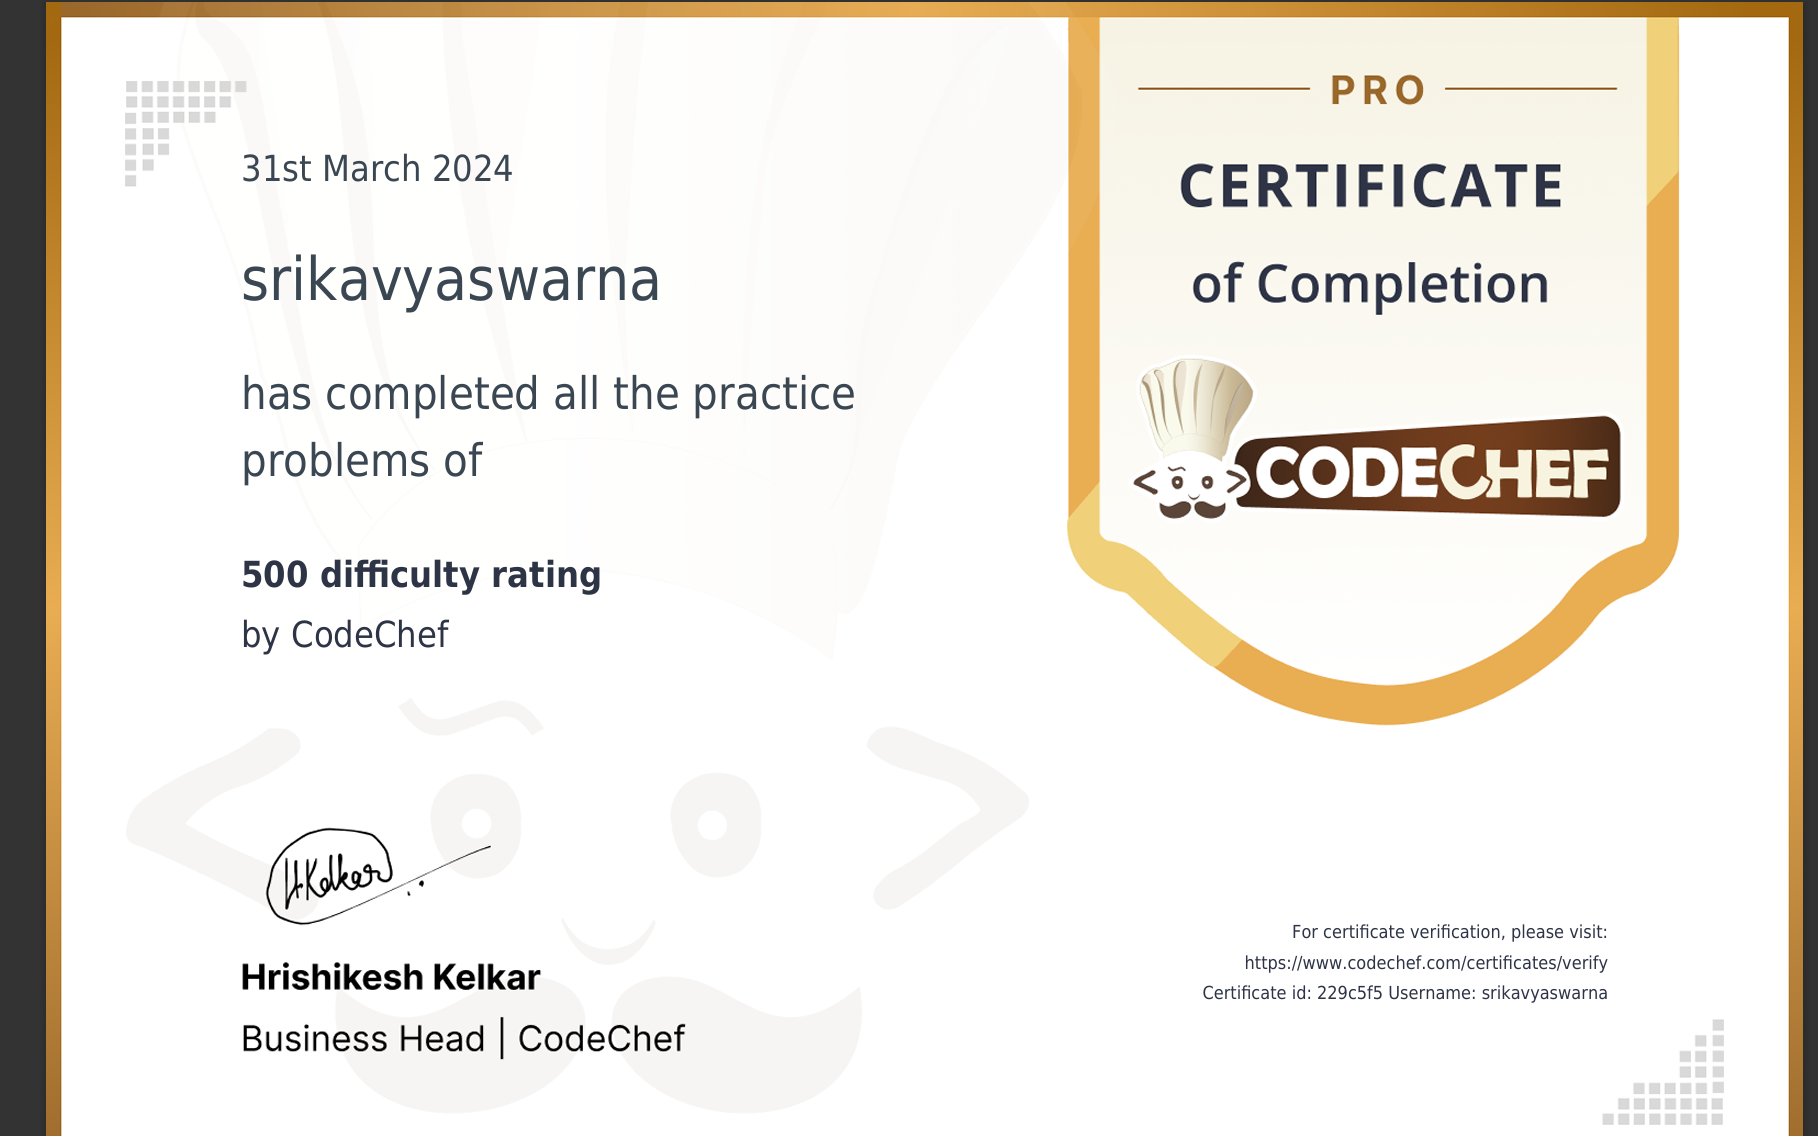 31st March 2024
srikavyaswarna
has completed all the practice
problems of
500 difficulty rating
by CodeChef
PRO
CERTIFICATE
of Completion
CODECHEF
HKelkar
Hrishikesh Kelkar
Business Head | CodeChef
For certificate verification, please visit:
https://www.codechef.com/certificates/verify
Certificate id: 229c5f5 Username: srikavyaswarna